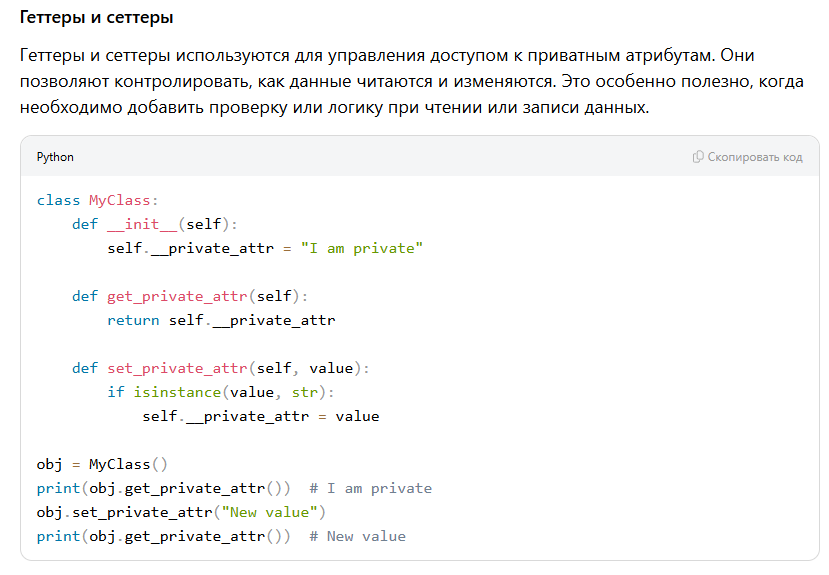 Геттеры и сеттеры
Геттеры и сеттеры используются для управления доступом к приватным атрибутам. Они
позволяют контролировать, как данные читаются и изменяются. Это особенно полезно, когда
необходимо добавить проверку или логику при чтении или записи данных.
Python
Скопировать код
class MyClass:
    def __init__(self):
        self.__private_attr = "I am private"

    def get_private_attr(self):
        return self.__private_attr

    def set_private_attr(self, value):
        if isinstance(value, str):
            self.__private_attr = value

obj = MyClass()
print(obj.get_private_attr())  # I am private
obj.set_private_attr("New value")
print(obj.get_private_attr())  # New value